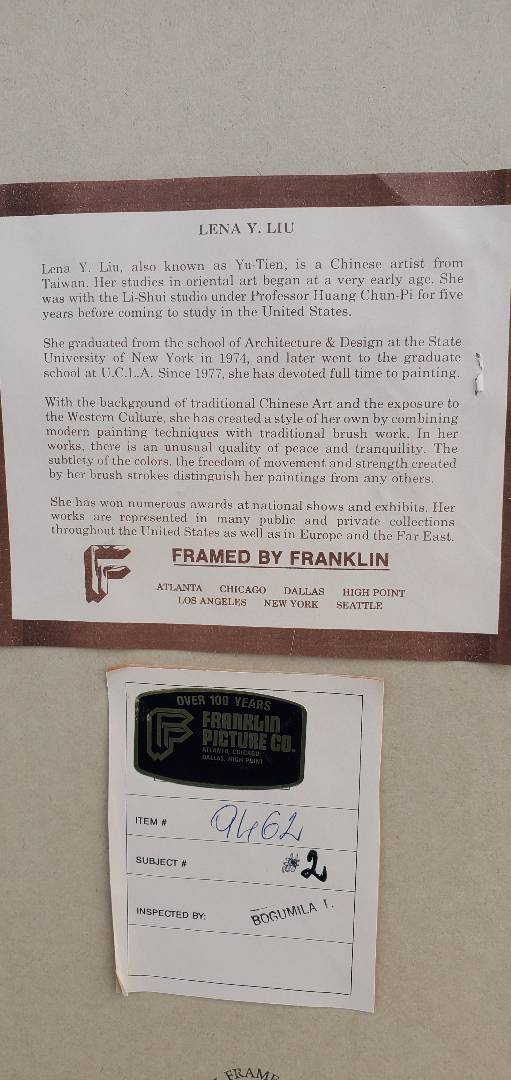 LENA Y. LIU
Lena Y. Liu, also known as Yu-Tien, is a Chinese artist from
Taiwan. Her studies in oriental art began at a very early age. She
was with the Li-Shui studio under Professor Huang Chun-Pi for five
years before coming to study in the United States.
She graduated from the school of Architecture & Design at the State
University of New York in 1974, and later went to the graduate
school at U.C.L.A. Since 1977, she has devoted full time to painting.
With the background of traditional Chinese Art and the exposure to
the Western Culture, she has created a style of her own by combining
modern painting techniques with traditional brush work. In her
works, there is an unusual quality of peace and tranquility. The
subtlety of the colors, the freedom of movement and strength created
by her brush strokes distinguish her paintings from any others.
She has won numerous awards at national shows and exhibits. Her
works are represented in many public and private collections
throughout the United States as well as in Europe and the Far East.
FRAMED BY FRANKLIN
ATLANTA CHICAGO DALLAS HIGH POINT
LOS ANGELES NEW YORK SEATTLE
OVER 100 YEARS
FRANKLIN
PICTURE CO.
ATLANTA, CHICAGO,
DALLAS, HIGH POINT
ITEM # 9462
SUBJECT # #2
INSPECTED BY: BOGUMILA